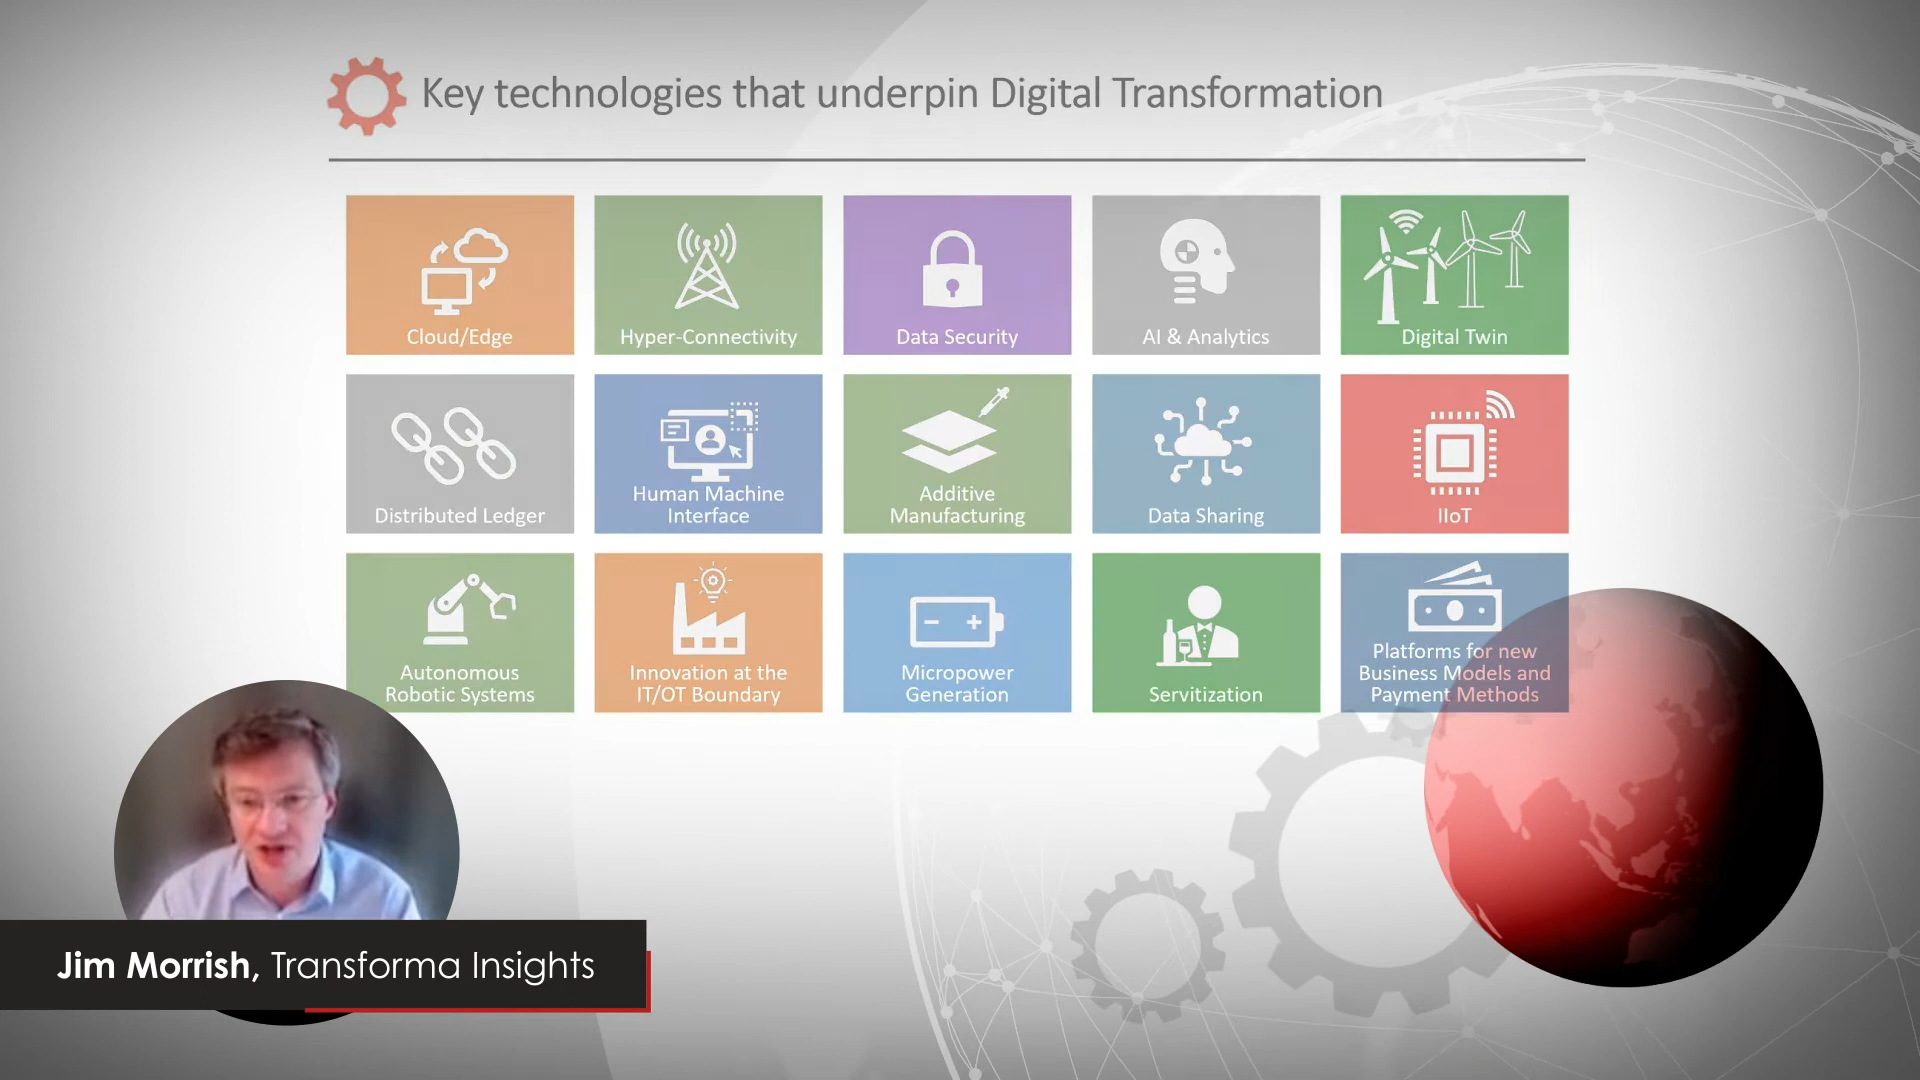 Key technologies that underpin Digital Transformation
Cloud/Edge
Hyper-Connectivity
Data Security
AI & Analytics
Digital Twin
Distributed Ledger
Human Machine
Interface
Additive
Manufacturing
Data Sharing
IIoT
Autonomous
Robotic Systems
Innovation at the
IT/OT Boundary
Micropower
Generation
Servitization
Platforms for new
Business Models and
Payment Methods
Jim Morrish, Transforma Insights